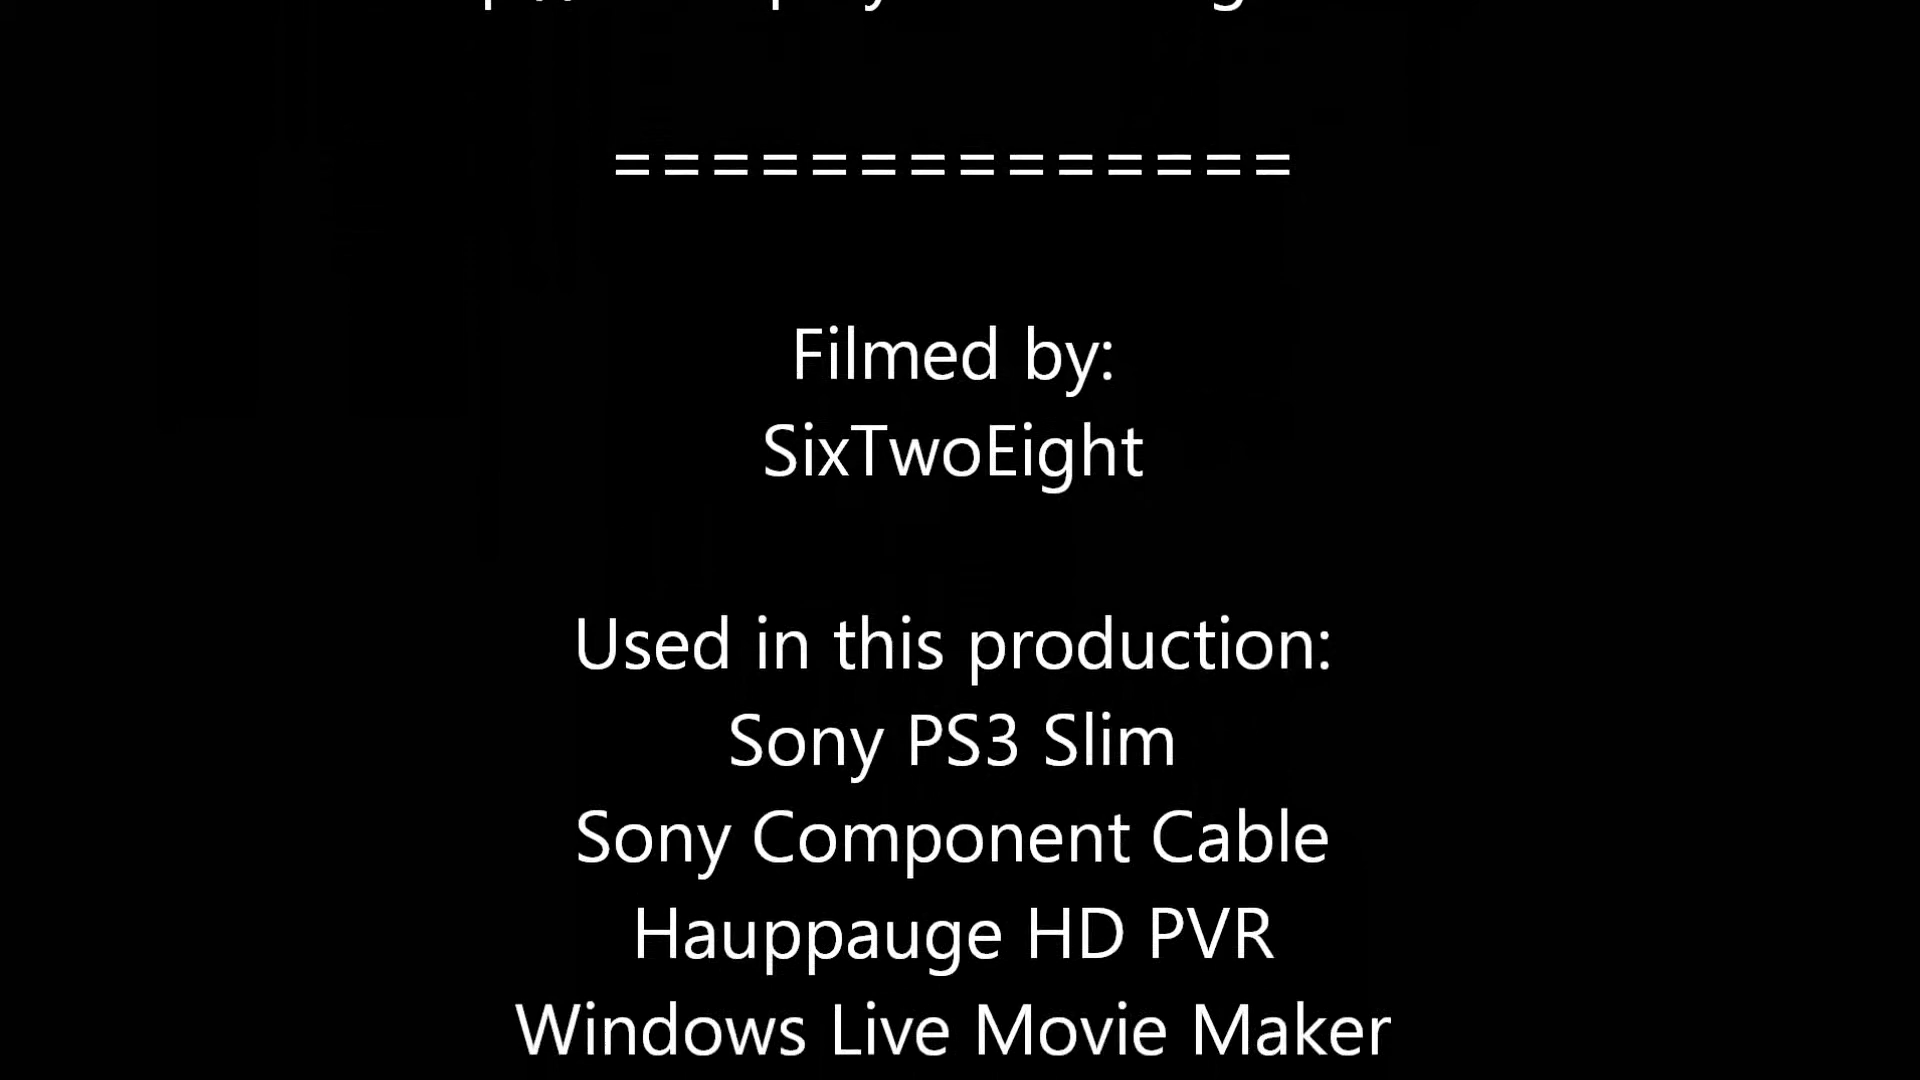 ==============
Filmed by:
SixTwoEight
Used in this production:
Sony PS3 Slim
Sony Component Cable
Hauppauge HD PVR
Windows Live Movie Maker